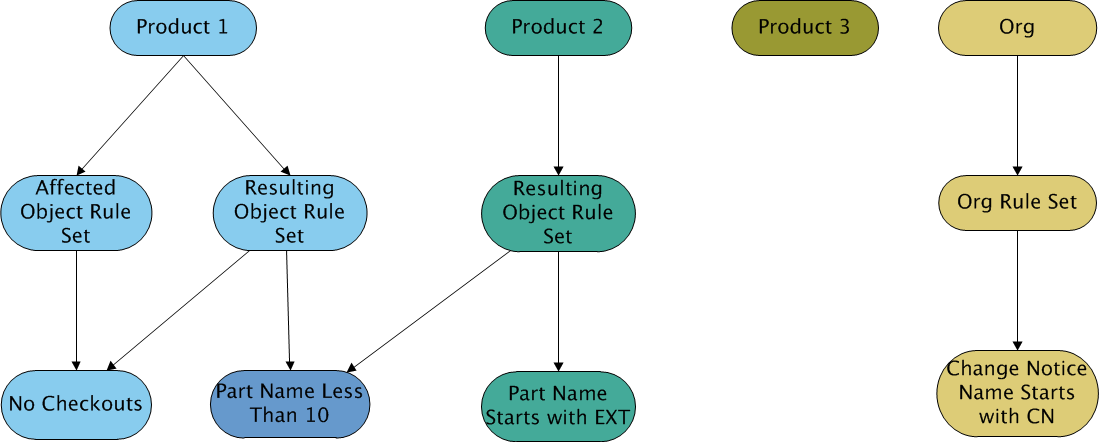 Product 1
Product 2
Product 3
Org
Affected
Object Rule
Set
Resulting
Object Rule
Set
Resulting
Object Rule
Set
Org Rule Set
No Checkouts
Part Name Less
Than 10
Part Name
Starts with EXT
Change Notice
Name Starts
with CN